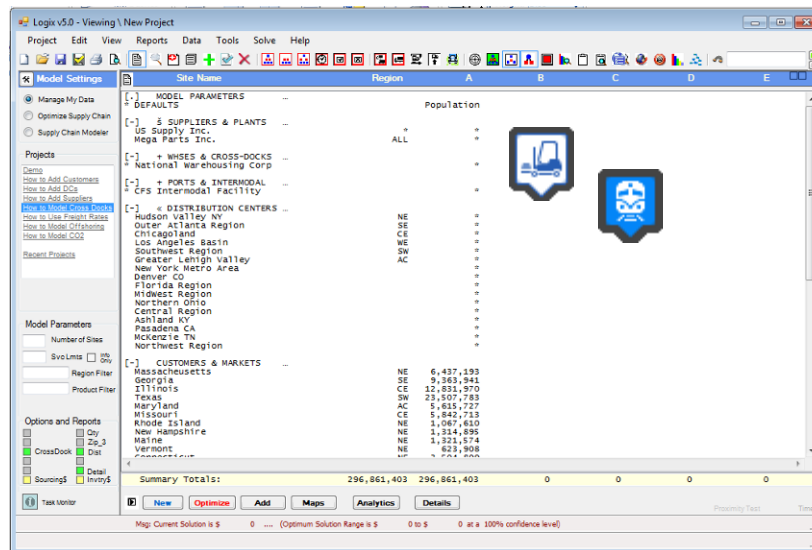 Logix v5.0 - Viewing \ New Project
Project Edit View Reports Data Tools Solve Help
Model Settings
Site Name Region A B C D E
Manage My Data
Optimize Supply Chain
Supply Chain Modeler
Projects
Demo
How to Add Customers
How to Add DCs
How to Add Suppliers
How to Model Cross Docks
How to Use Freight Rates
How to Model Offshoring
How to Model CO2
Recent Projects
Model Parameters
Number of Sites
Svc Lmts Info Only
Region Filter
Product Filter
Options and Reports
Qty
Zip_3
CrossDock Dist
Detail
Sourcing$ Invtry$
Task Monitor
[.] MODEL PARAMETERS ...
* DEFAULTS Population
[-] š SUPPLIERS & PLANTS ...
US Supply Inc. * *
Mega Parts Inc. ALL *
[-] + WHSES & CROSS-DOCKS ...
* National Warehousing Corp *
[-] + PORTS & INTERMODAL ...
* CFS Intermodal Facility *
[-] « DISTRIBUTION CENTERS ...
Hudson Valley NY NE *
Outer Atlanta Region SE *
Chicagoland CE *
Los Angeles Basin WE *
Southwest Region SW *
Greater Lehigh Valley AC *
New York Metro Area *
Denver CO *
Florida Region *
MidWest Region *
Northern Ohio *
Central Region *
Ashland KY *
Pasadena CA *
McKenzie TN *
Northwest Region *
[-] CUSTOMERS & MARKETS ...
Massacheusetts NE 6,437,193
Georgia SE 9,363,941
Illinois CE 12,831,970
Texas SW 23,507,783
Maryland AC 5,615,727
Missouri CE 5,842,713
Rhode Island NE 1,067,610
New Hampshire NE 1,314,895
Maine NE 1,321,574
Vermont NE 623,908
Summary Totals: 296,861,403 296,861,403 0 0 0 0
New Optimize Add Maps Analytics Details
Proximity Test Time
Msg: Current Solution is $ 0 .... (Optimum Solution Range is $ 0 to $ 0 at a 100% confidence level)